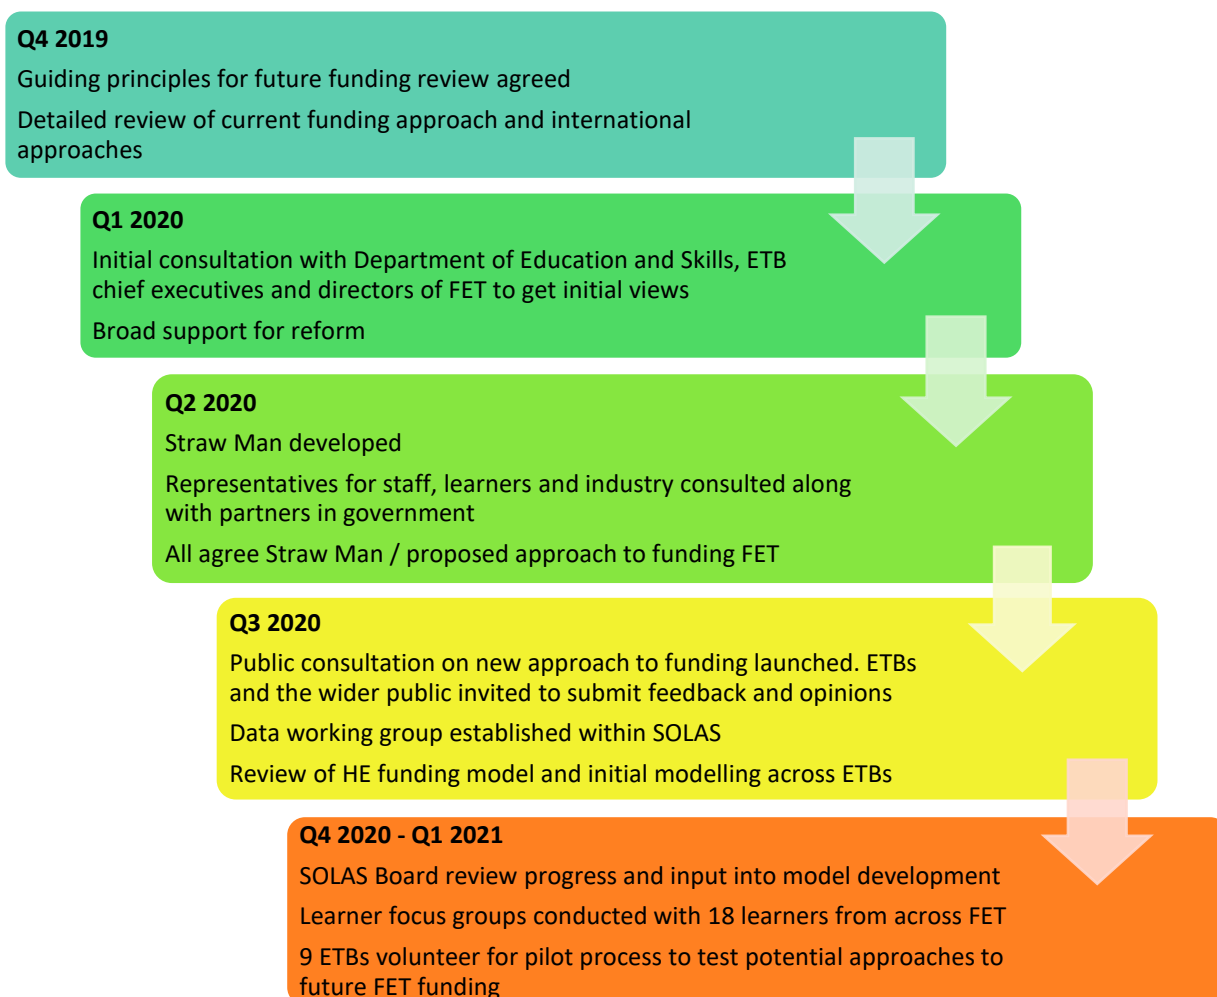 Q4 2019
Guiding principles for future funding review agreed
Detailed review of current funding approach and international
approaches
Q1 2020
Initial consultation with Department of Education and Skills, ETB
chief executives and directors of FET to get initial views
Broad support for reform
Q2 2020
Straw Man developed
Representatives for staff, learners and industry consulted along
with partners in government
All agree Straw Man / proposed approach to funding FET
Q3 2020
Public consultation on new approach to funding launched. ETBs
and the wider public invited to submit feedback and opinions
Data working group established within SOLAS
Review of HE funding model and initial modelling across ETBs
Q4 2020 - Q1 2021
SOLAS Board review progress and input into model development
Learner focus groups conducted with 18 learners from across FET
9 ETBs volunteer for pilot process to test potential approaches to
future FET funding